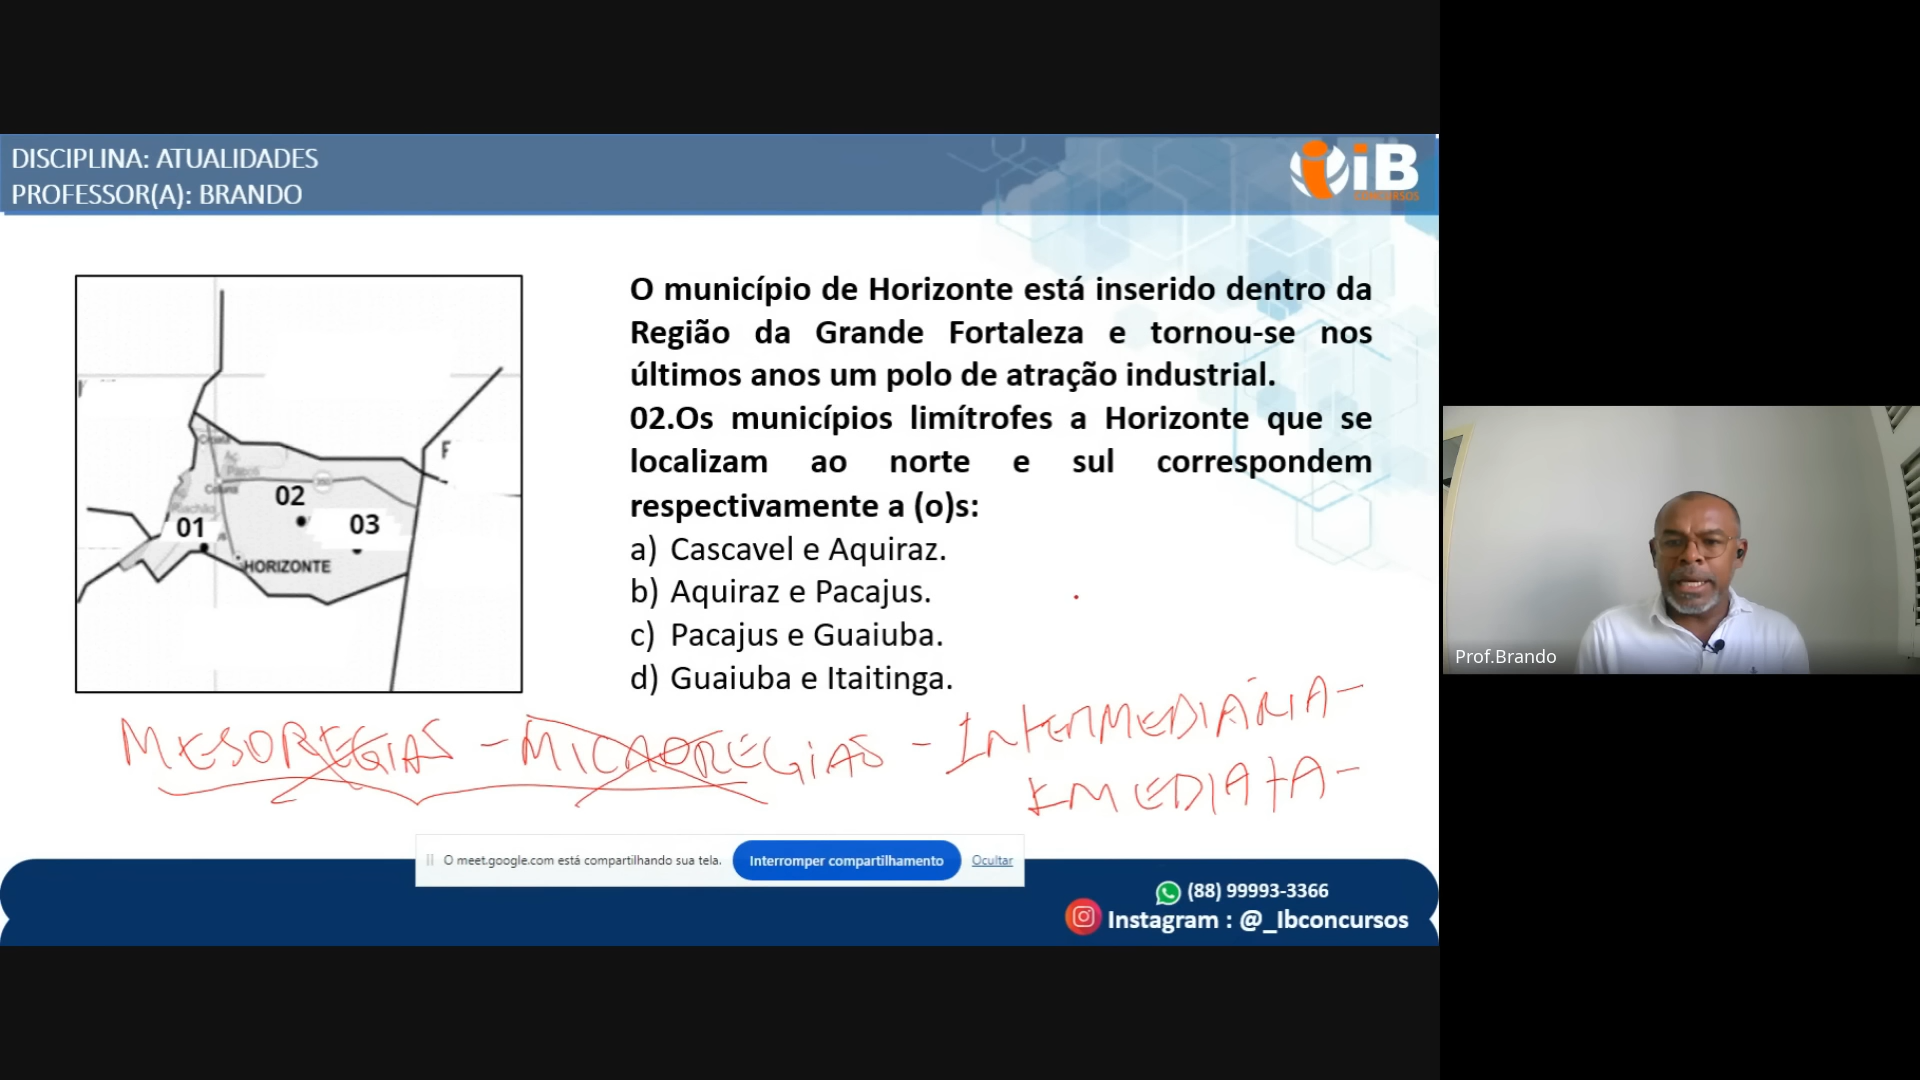 DISCIPLINA: ATUALIDADES
PROFESSOR(A): BRANDO
iB
CONCURSOS
O município de Horizonte está inserido dentro da
Região da Grande Fortaleza e tornou-se nos
últimos anos um polo de atração industrial.
02.Os municípios limítrofes a Horizonte que se
localizam ao norte e sul correspondem
respectivamente a (o)s:
a) Cascavel e Aquiraz.
b) Aquiraz e Pacajus.
c) Pacajus e Guaiuba.
d) Guaiuba e Itaitinga.
F
02
01
03
HORIZONTE
MESOREGIAS - MICROREGIAS - INTERMEDIÁRIA-
EMEDIATA-
O meet.google.com está compartilhando sua tela.
Interromper compartilhamento
Ocultar
(88) 99993-3366
Instagram : @_Ibconcursos
Prof.Brando